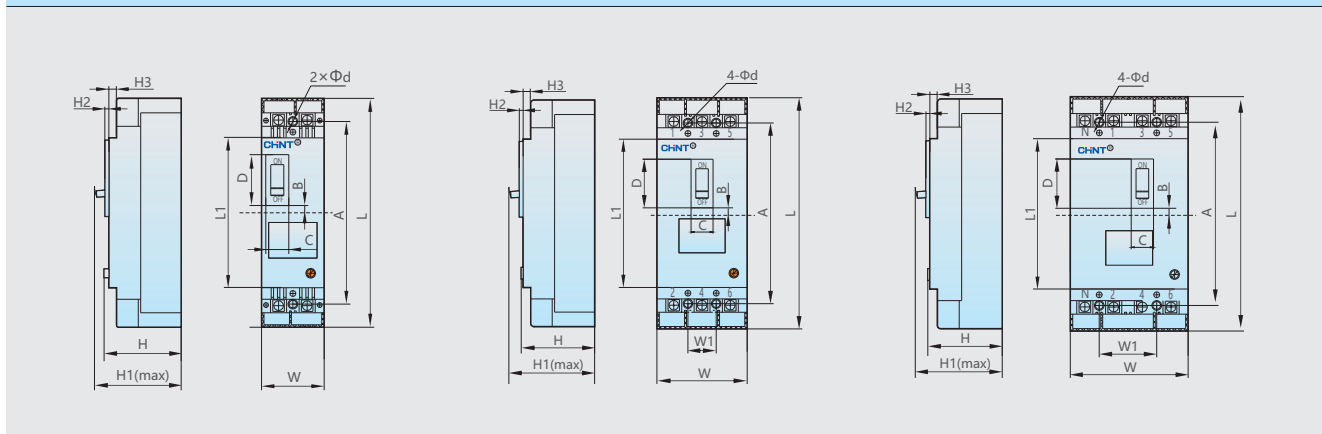 H3
H2
H
H1(max)
2×Φd
CHNT
ON
OFF
D
B
C
L1
A
L
W
H3
H2
H
H1(max)
4-Φd
1 3 5
CHNT
ON
OFF
D
B
C
L1
A
L
2 4 6
W1
W
H3
H2
H
H1(max)
4-Φd
N 1 3 5
CHNT
ON
OFF
D
B
C
L1
A
L
N 2 4 6
W1
W